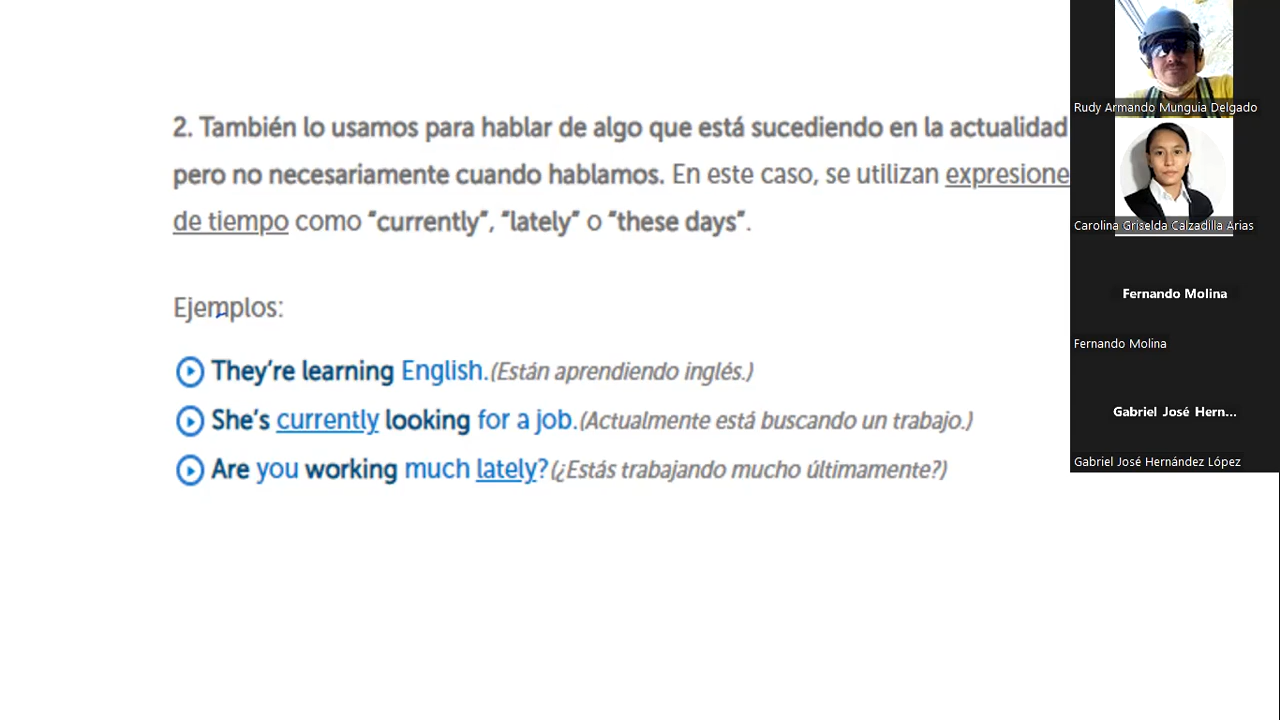 2. También lo usamos para hablar de algo que está sucediendo en la actualidad
pero no necesariamente cuando hablamos. En este caso, se utilizan expresione
de tiempo como “currently”, “lately” o “these days”.
Ejemplos:
They’re learning English.(Están aprendiendo inglés.)
She’s currently looking for a job.(Actualmente está buscando un trabajo.)
Are you working much lately?(¿Estás trabajando mucho últimamente?)
Rudy Armando Munguia Delgado
Carolina Griselda Calzadilla Arias
Fernando Molina
Fernando Molina
Gabriel José Hern...
Gabriel José Hernández López